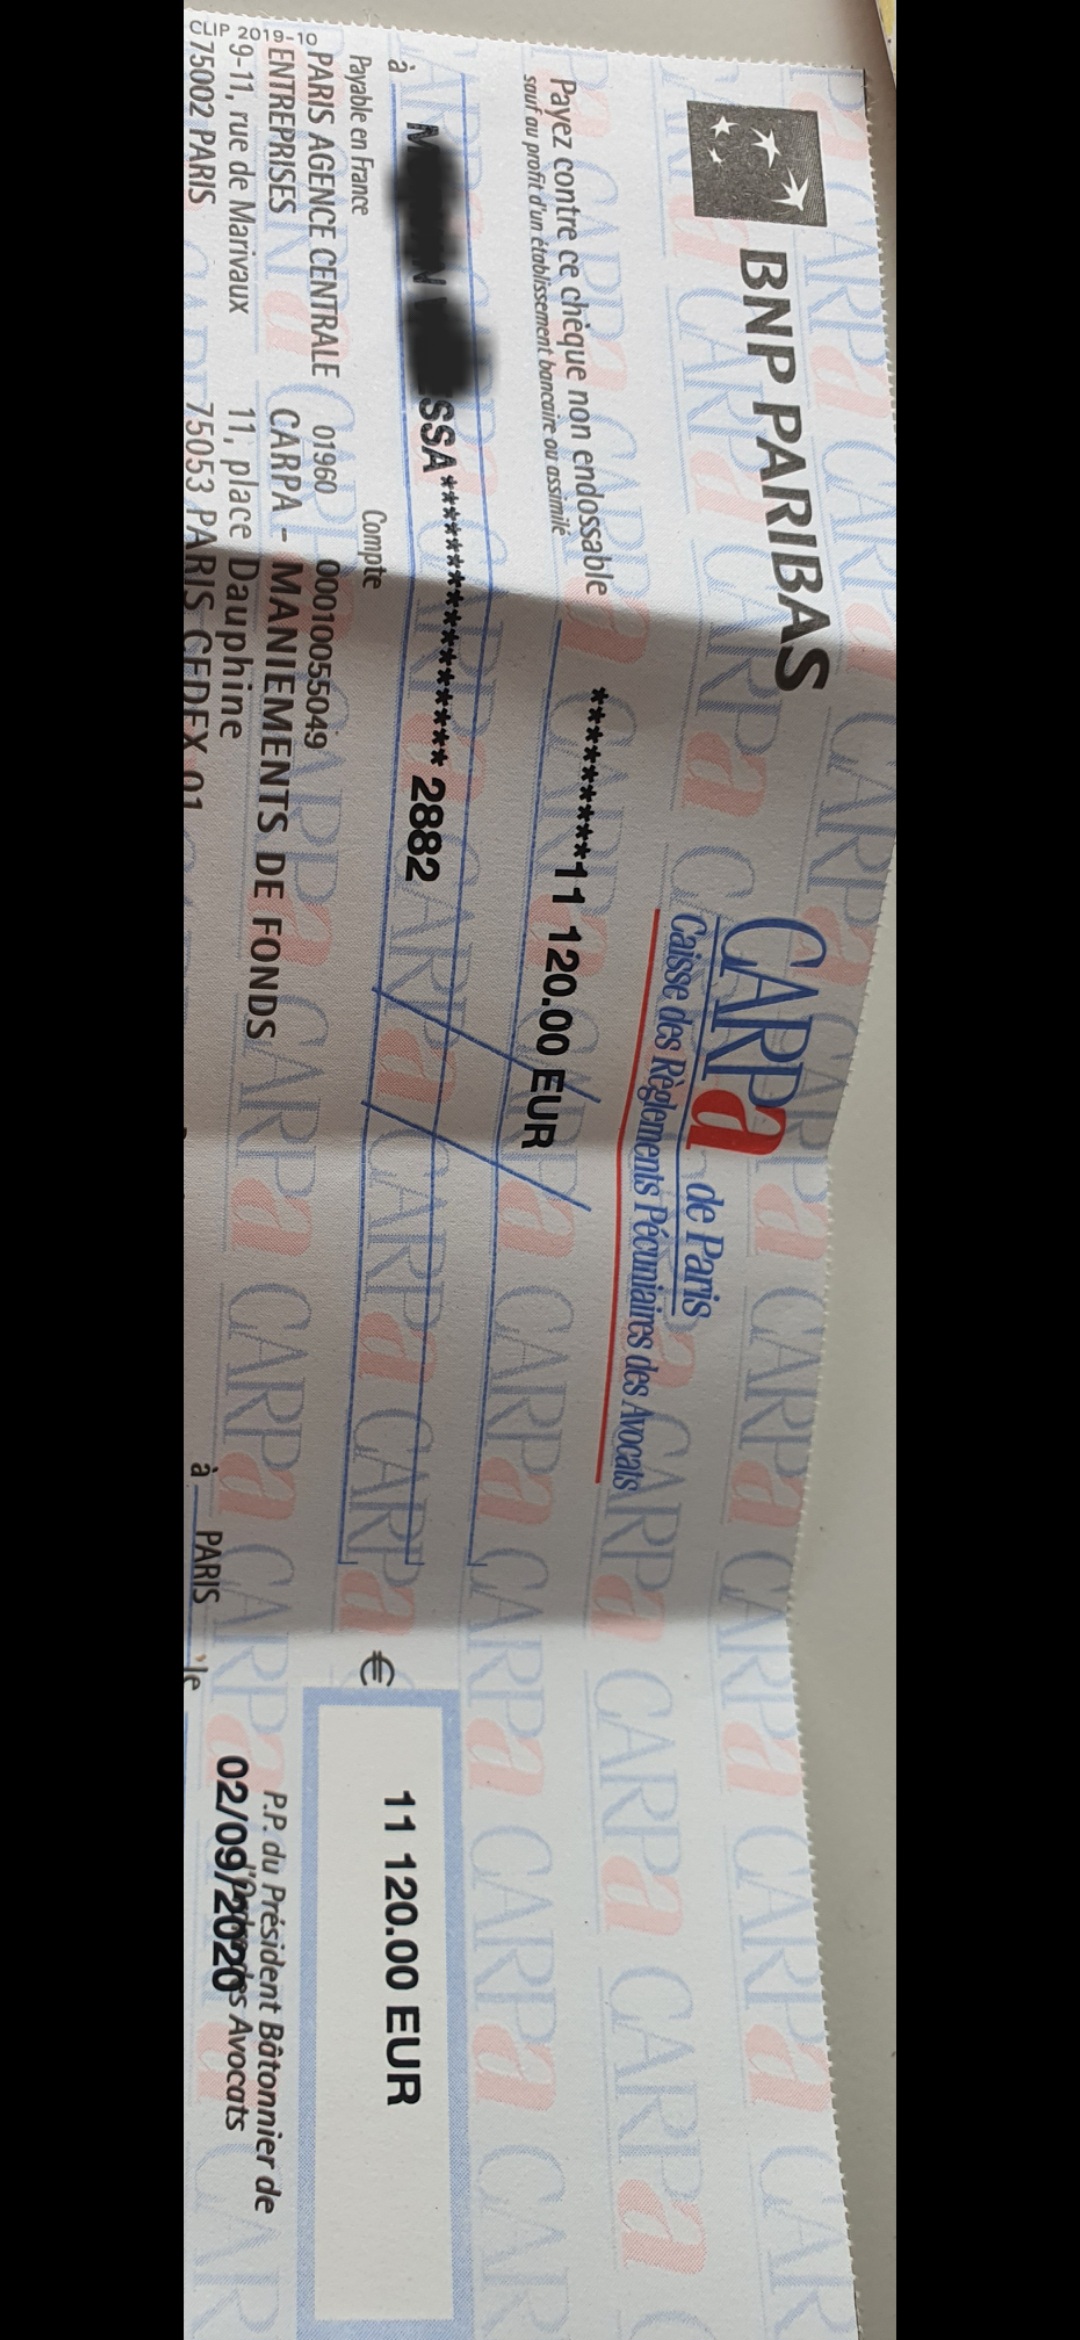 BNP PARIBAS
CARPa de Paris
Caisse des Règlements Pécuniaires des Avocats
Payez contre ce chèque non endossable
sauf au profit d'un établissement bancaire ou assimilé
**********11 120.00 EUR
à
SSA******************** 2882
€ 11 120.00 EUR
Payable en France
Compte
PARIS AGENCE CENTRALE 01960 00010055049
ENTREPRISES CARPA - MANIEMENTS DE FONDS
9-11, rue de Marivaux 11, place Dauphine
75002 PARIS 75053 PARIS CEDEX 01
à PARIS, le 02/09/2020
P.P. du Président Bâtonnier de
l'Ordre des Avocats
CLIP 2019-10